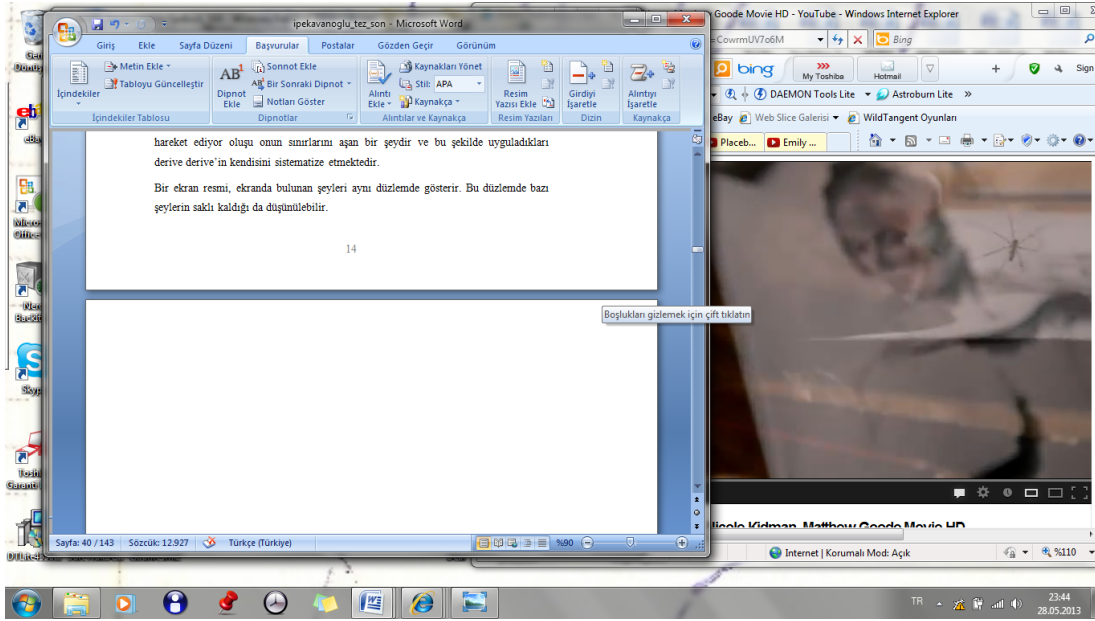 ipekavanoglu_tez_son - Microsoft Word
Giriş Ekle Sayfa Düzeni Başvurular Postalar Gözden Geçir Görünüm
İçindekiler
Metin Ekle
Tabloyu Güncelleştir
İçindekiler Tablosu
AB¹
Dipnot Ekle
Sonnot Ekle
Bir Sonraki Dipnot
Notları Göster
Dipnotlar
Alıntı Ekle
Kaynakları Yönet
Stil: APA
Kaynakça
Alıntılar ve Kaynakça
Resim Yazısı Ekle
Resim Yazıları
Girdiyi İşaretle
Dizin
Alıntıyı İşaretle
Kaynakça
hareket ediyor oluşu onun sınırlarını aşan bir şeydir ve bu şekilde uyguladıkları
derive derive’in kendisini sistematize etmektedir.
Bir ekran resmi, ekranda bulunan şeyleri aynı düzlemde gösterir. Bu düzlemde bazı
şeylerin saklı kaldığı da düşünülebilir.
14
Boşlukları gizlemek için çift tıklatın
Sayfa: 40 / 143 Sözcük: 12.927 Türkçe (Türkiye) %90
Goode Movie HD - YouTube - Windows Internet Explorer
=CowrmUV7o6M Bing
bing My Toshiba Hotmail Sign
DAEMON Tools Lite Astroburn Lite »
eBay Web Slice Galerisi WildTangent Oyunları
Placeb... Emily ...
Nicole Kidman, Matthew Goode Movie HD
Internet | Korumalı Mod: Açık %110
TR 23:44
28.05.2013